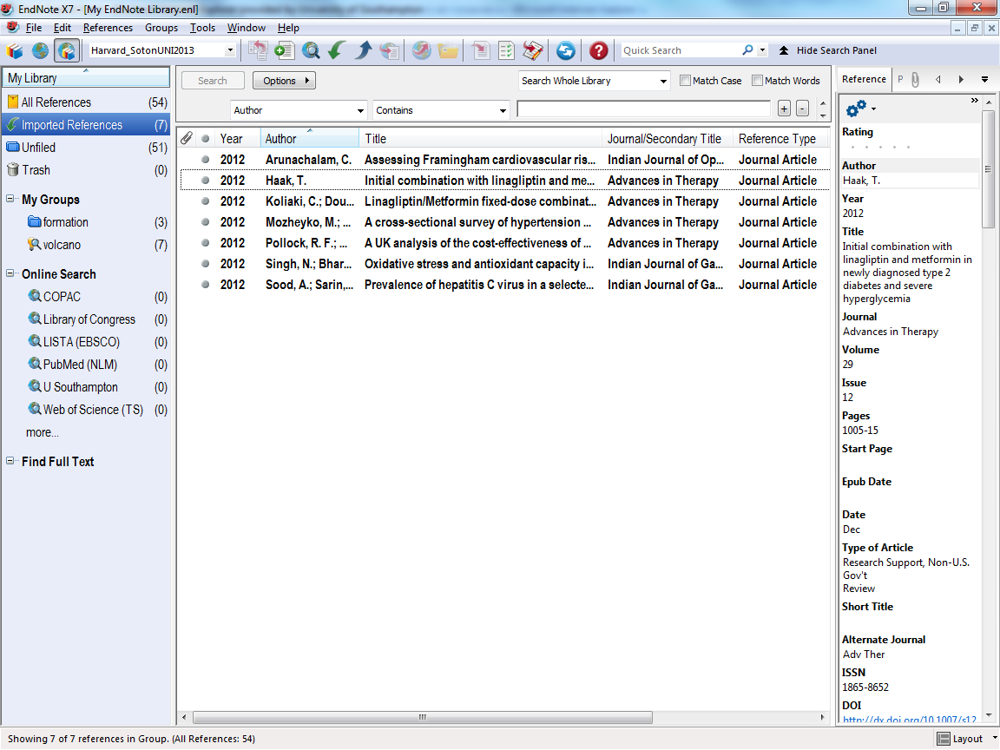 EndNote X7 - [My EndNote Library.enl]
File Edit References Groups Tools Window Help
Harvard_SotonUNI2013 Quick Search Hide Search Panel
My Library
All References (54)
Imported References (7)
Unfiled (51)
Trash (0)
My Groups
formation (3)
volcano (7)
Online Search
COPAC (0)
Library of Congress (0)
LISTA (EBSCO) (0)
PubMed (NLM) (0)
U Southampton (0)
Web of Science (TS) (0)
more...
Find Full Text
Search Options Search Whole Library Match Case Match Words
Author Contains + -
Year Author Title Journal/Secondary Title Reference Type
2012 Arunachalam, C. Assessing Framingham cardiovascular ris... Indian Journal of Op... Journal Article
2012 Haak, T. Initial combination with linagliptin and me... Advances in Therapy Journal Article
2012 Koliaki, C.; Dou... Linagliptin/Metformin fixed-dose combinat... Advances in Therapy Journal Article
2012 Mozheyko, M.; ... A cross-sectional survey of hypertension ... Advances in Therapy Journal Article
2012 Pollock, R. F.; ... A UK analysis of the cost-effectiveness of ... Advances in Therapy Journal Article
2012 Singh, N.; Bhar... Oxidative stress and antioxidant capacity i... Indian Journal of Ga... Journal Article
2012 Sood, A.; Sarin,... Prevalence of hepatitis C virus in a selecte... Indian Journal of Ga... Journal Article
Reference P
Rating
Author
Haak, T.
Year
2012
Title
Initial combination with
linagliptin and metformin in
newly diagnosed type 2
diabetes and severe
hyperglycemia
Journal
Advances in Therapy
Volume
29
Issue
12
Pages
1005-15
Start Page
Epub Date
Date
Dec
Type of Article
Research Support, Non-U.S.
Gov't
Review
Short Title
Alternate Journal
Adv Ther
ISSN
1865-8652
DOI
http://dx.doi.org/10.1007/s12
Showing 7 of 7 references in Group. (All References: 54)
Layout